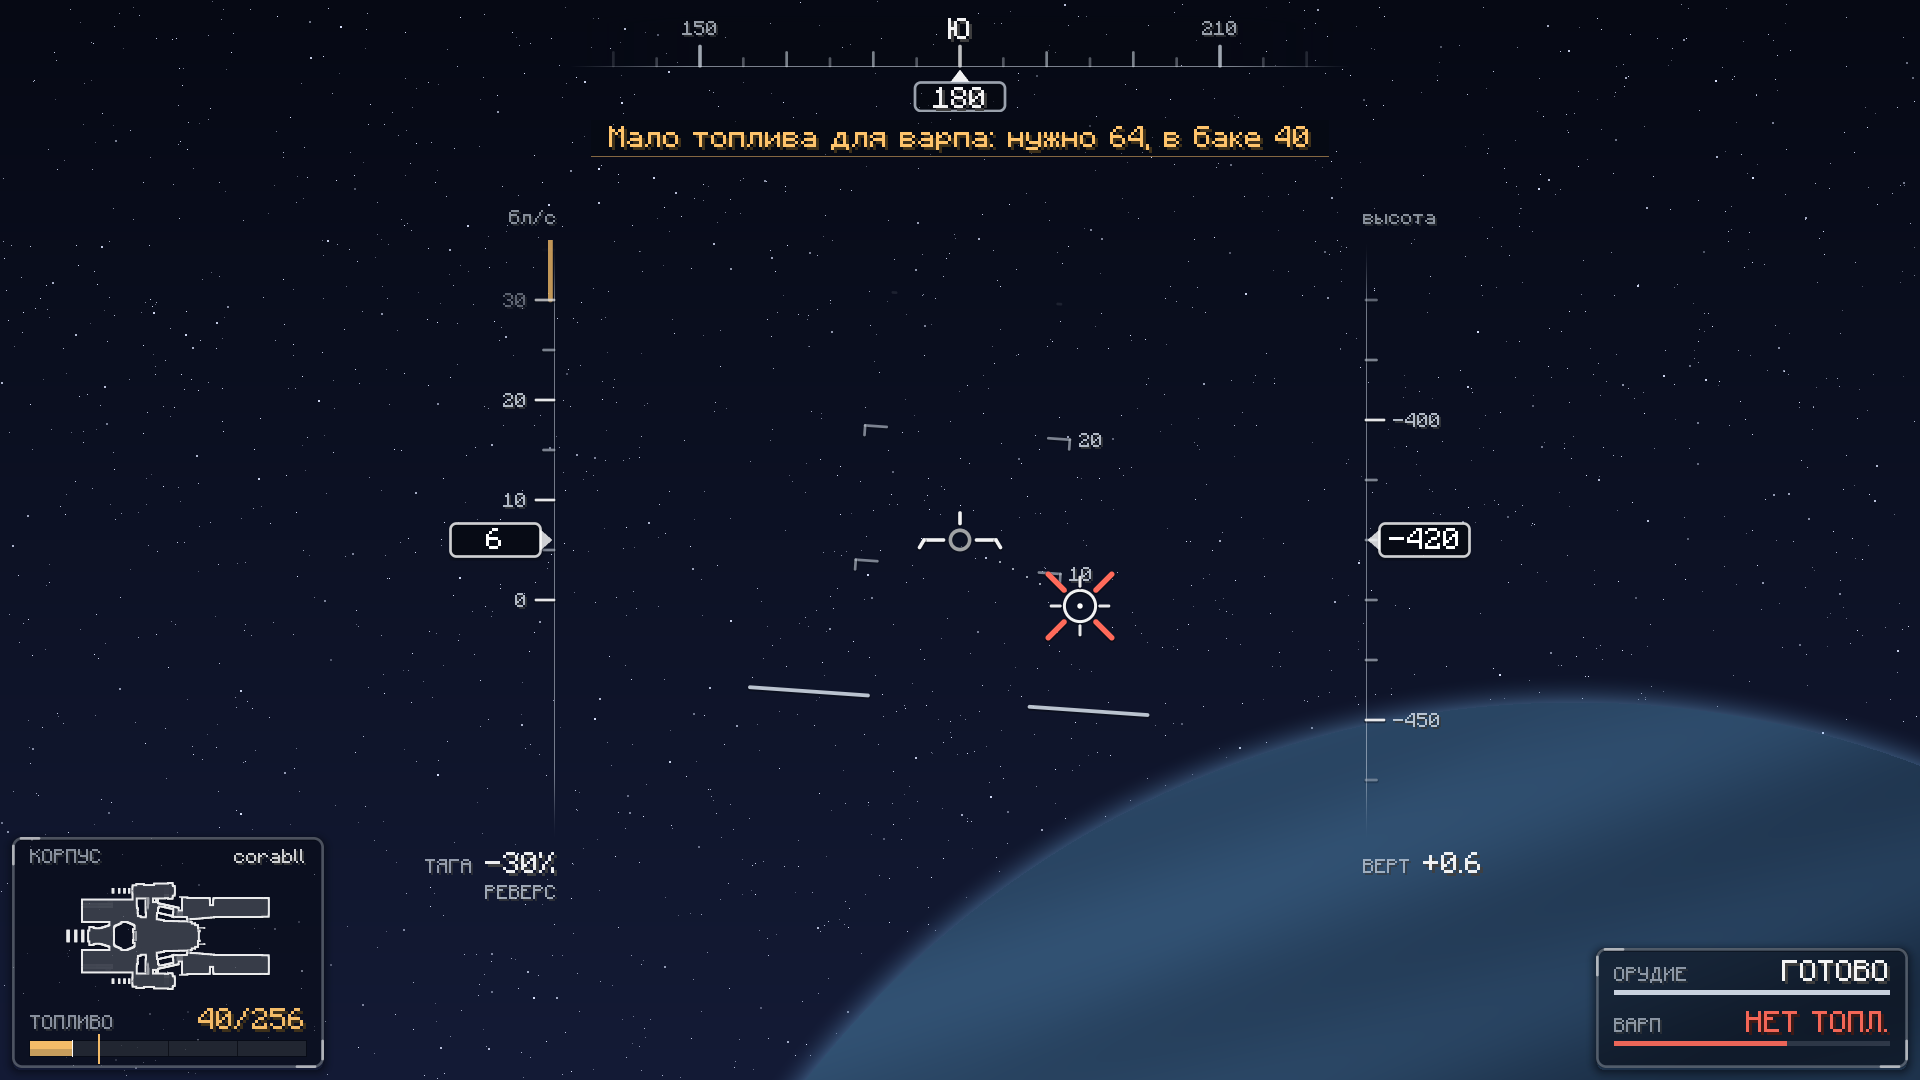 150 Ю 210
180
Мало топлива для варпа: нужно 64, в баке 40
бл/с
высота
30
20
10
0
6
20
10
-400
-420
-450
ТЯГА -30%
РЕВЕРС
ВЕРТ +0.6
КОРПУС corabll
ТОПЛИВО 40/256
ОРУДИЕ ГОТОВО
ВАРП НЕТ ТОПЛ.